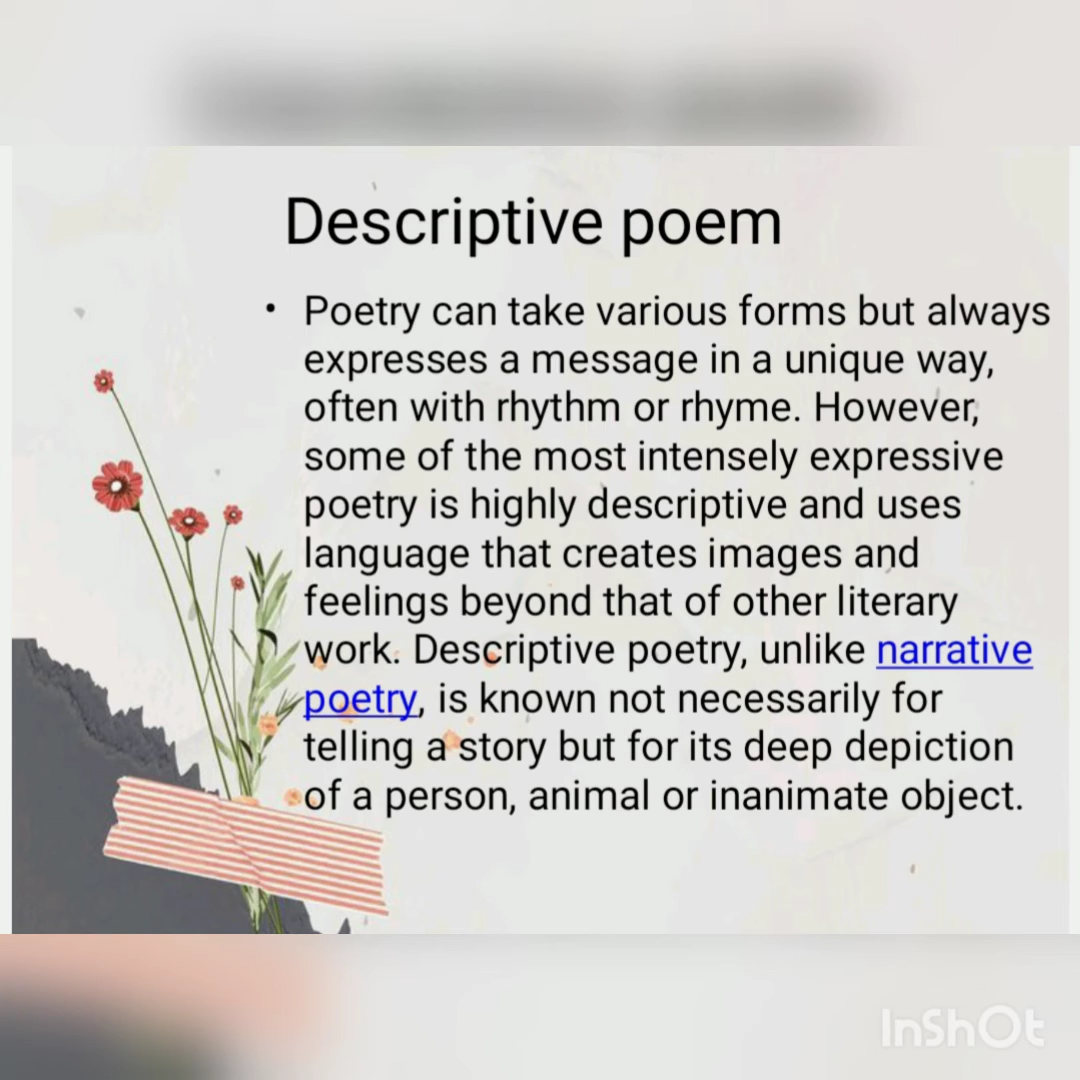 Descriptive poem
• Poetry can take various forms but always
expresses a message in a unique way,
often with rhythm or rhyme. However,
some of the most intensely expressive
poetry is highly descriptive and uses
language that creates images and
feelings beyond that of other literary
work. Descriptive poetry, unlike narrative
poetry, is known not necessarily for
telling a story but for its deep depiction
of a person, animal or inanimate object.
InShOt